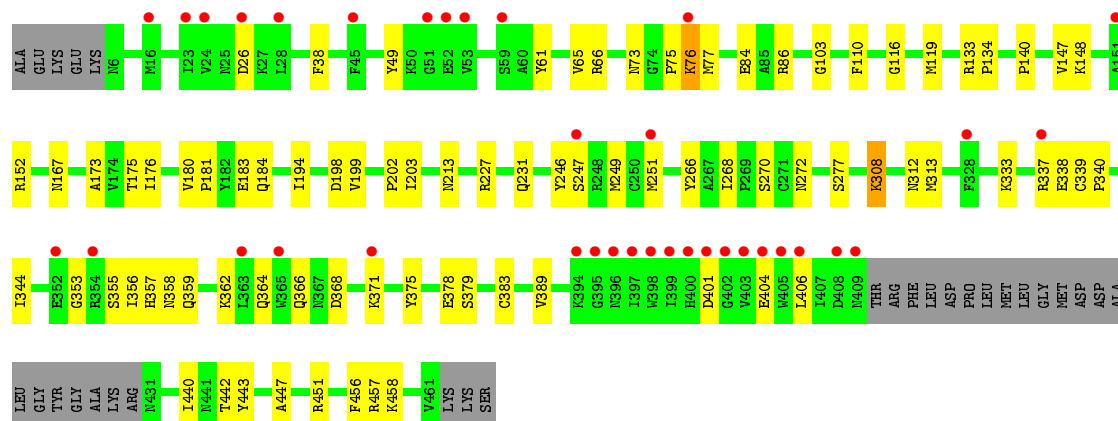 ALA GLU LYS GLU LYS N6 M16 I23 V24 N25 D26 K27 L28 F38 F45 Y49 K50 G51 E52 V53 S59 A60 Y61 V65 R66 N73 G74 P75 K76 M77 E84 A85 R86 G103 F110 G116 M119 R133 P134 P140 V147 K148 A151
R152 N167 A173 V174 T175 I176 V180 P181 Y182 E183 Q184 I194 D198 V199 P202 I203 N213 R227 Q231 Y246 S247 R248 M249 C250 M251 Y266 A267 I268 P269 S270 C271 N272 S277 K308 N312 M313 F328 K333 R337 E338 C339 P340
I344 E352 G353 R354 S355 I356 H357 N358 Q359 K362 L363 Q364 W365 Q366 N367 D368 K371 Y375 E378 S379 C383 V389 K394 G395 N396 I397 W398 I399 H400 D401 G402 V403 E404 W405 L406 I407 D408 N409 THR ARG PHE LEU ASP PRO LEU MET LEU GLY MET ASP ASP ALA
LEU GLY TYR GLY ALA LYS ARG N431 I440 N441 T442 Y443 A447 R451 F456 R457 K458 V461 LYS LYS SER